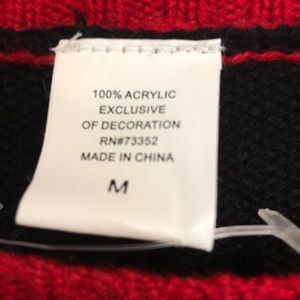 100% ACRYLIC
EXCLUSIVE
OF DECORATION
RN#73352
MADE IN CHINA
M